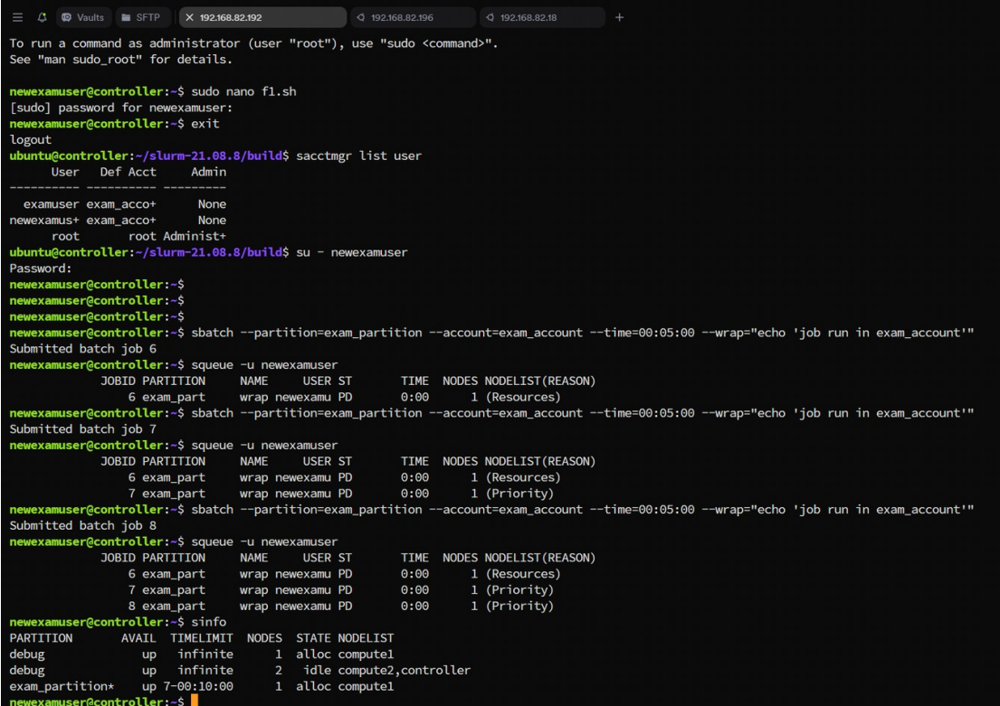 Vaults SFTP 192.168.82.192 192.168.82.196 192.168.82.18
To run a command as administrator (user "root"), use "sudo <command>".
See "man sudo_root" for details.
newexamuser@controller:~$ sudo nano f1.sh
[sudo] password for newexamuser:
newexamuser@controller:~$ exit
logout
ubuntu@controller:~/slurm-21.08.8/build$ sacctmgr list user
User Def Acct Admin
---------- ---------- ---------
examuser exam_acco+ None
newexamus+ exam_acco+ None
root root Administ+
ubuntu@controller:~/slurm-21.08.8/build$ su - newexamuser
Password:
newexamuser@controller:~$
newexamuser@controller:~$
newexamuser@controller:~$
newexamuser@controller:~$ sbatch --partition=exam_partition --account=exam_account --time=00:05:00 --wrap="echo 'job run in exam_account'"
Submitted batch job 6
newexamuser@controller:~$ squeue -u newexamuser
JOBID PARTITION NAME USER ST TIME NODES NODELIST(REASON)
6 exam_part wrap newexamu PD 0:00 1 (Resources)
newexamuser@controller:~$ sbatch --partition=exam_partition --account=exam_account --time=00:05:00 --wrap="echo 'job run in exam_account'"
Submitted batch job 7
newexamuser@controller:~$ squeue -u newexamuser
JOBID PARTITION NAME USER ST TIME NODES NODELIST(REASON)
6 exam_part wrap newexamu PD 0:00 1 (Resources)
7 exam_part wrap newexamu PD 0:00 1 (Priority)
newexamuser@controller:~$ sbatch --partition=exam_partition --account=exam_account --time=00:05:00 --wrap="echo 'job run in exam_account'"
Submitted batch job 8
newexamuser@controller:~$ squeue -u newexamuser
JOBID PARTITION NAME USER ST TIME NODES NODELIST(REASON)
6 exam_part wrap newexamu PD 0:00 1 (Resources)
7 exam_part wrap newexamu PD 0:00 1 (Priority)
8 exam_part wrap newexamu PD 0:00 1 (Priority)
newexamuser@controller:~$ sinfo
PARTITION AVAIL TIMELIMIT NODES STATE NODELIST
debug up infinite 1 alloc compute1
debug up infinite 2 idle compute2,controller
exam_partition* up 7-00:10:00 1 alloc compute1
newexamuser@controller:~$